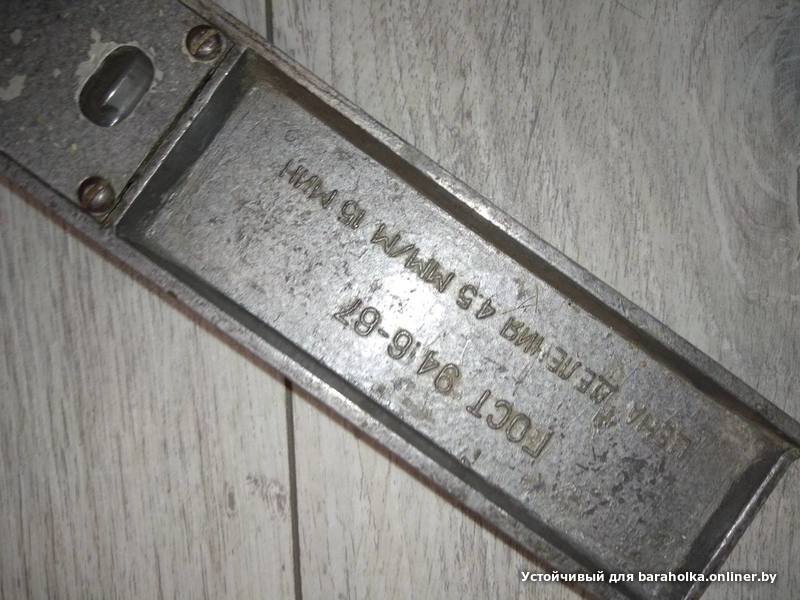 ЦЕНА ДЕЛЕНИЯ 4.5 ММ/М 15 МИН
ГОСТ 9416-67
Устойчивый для baraholka.onliner.by